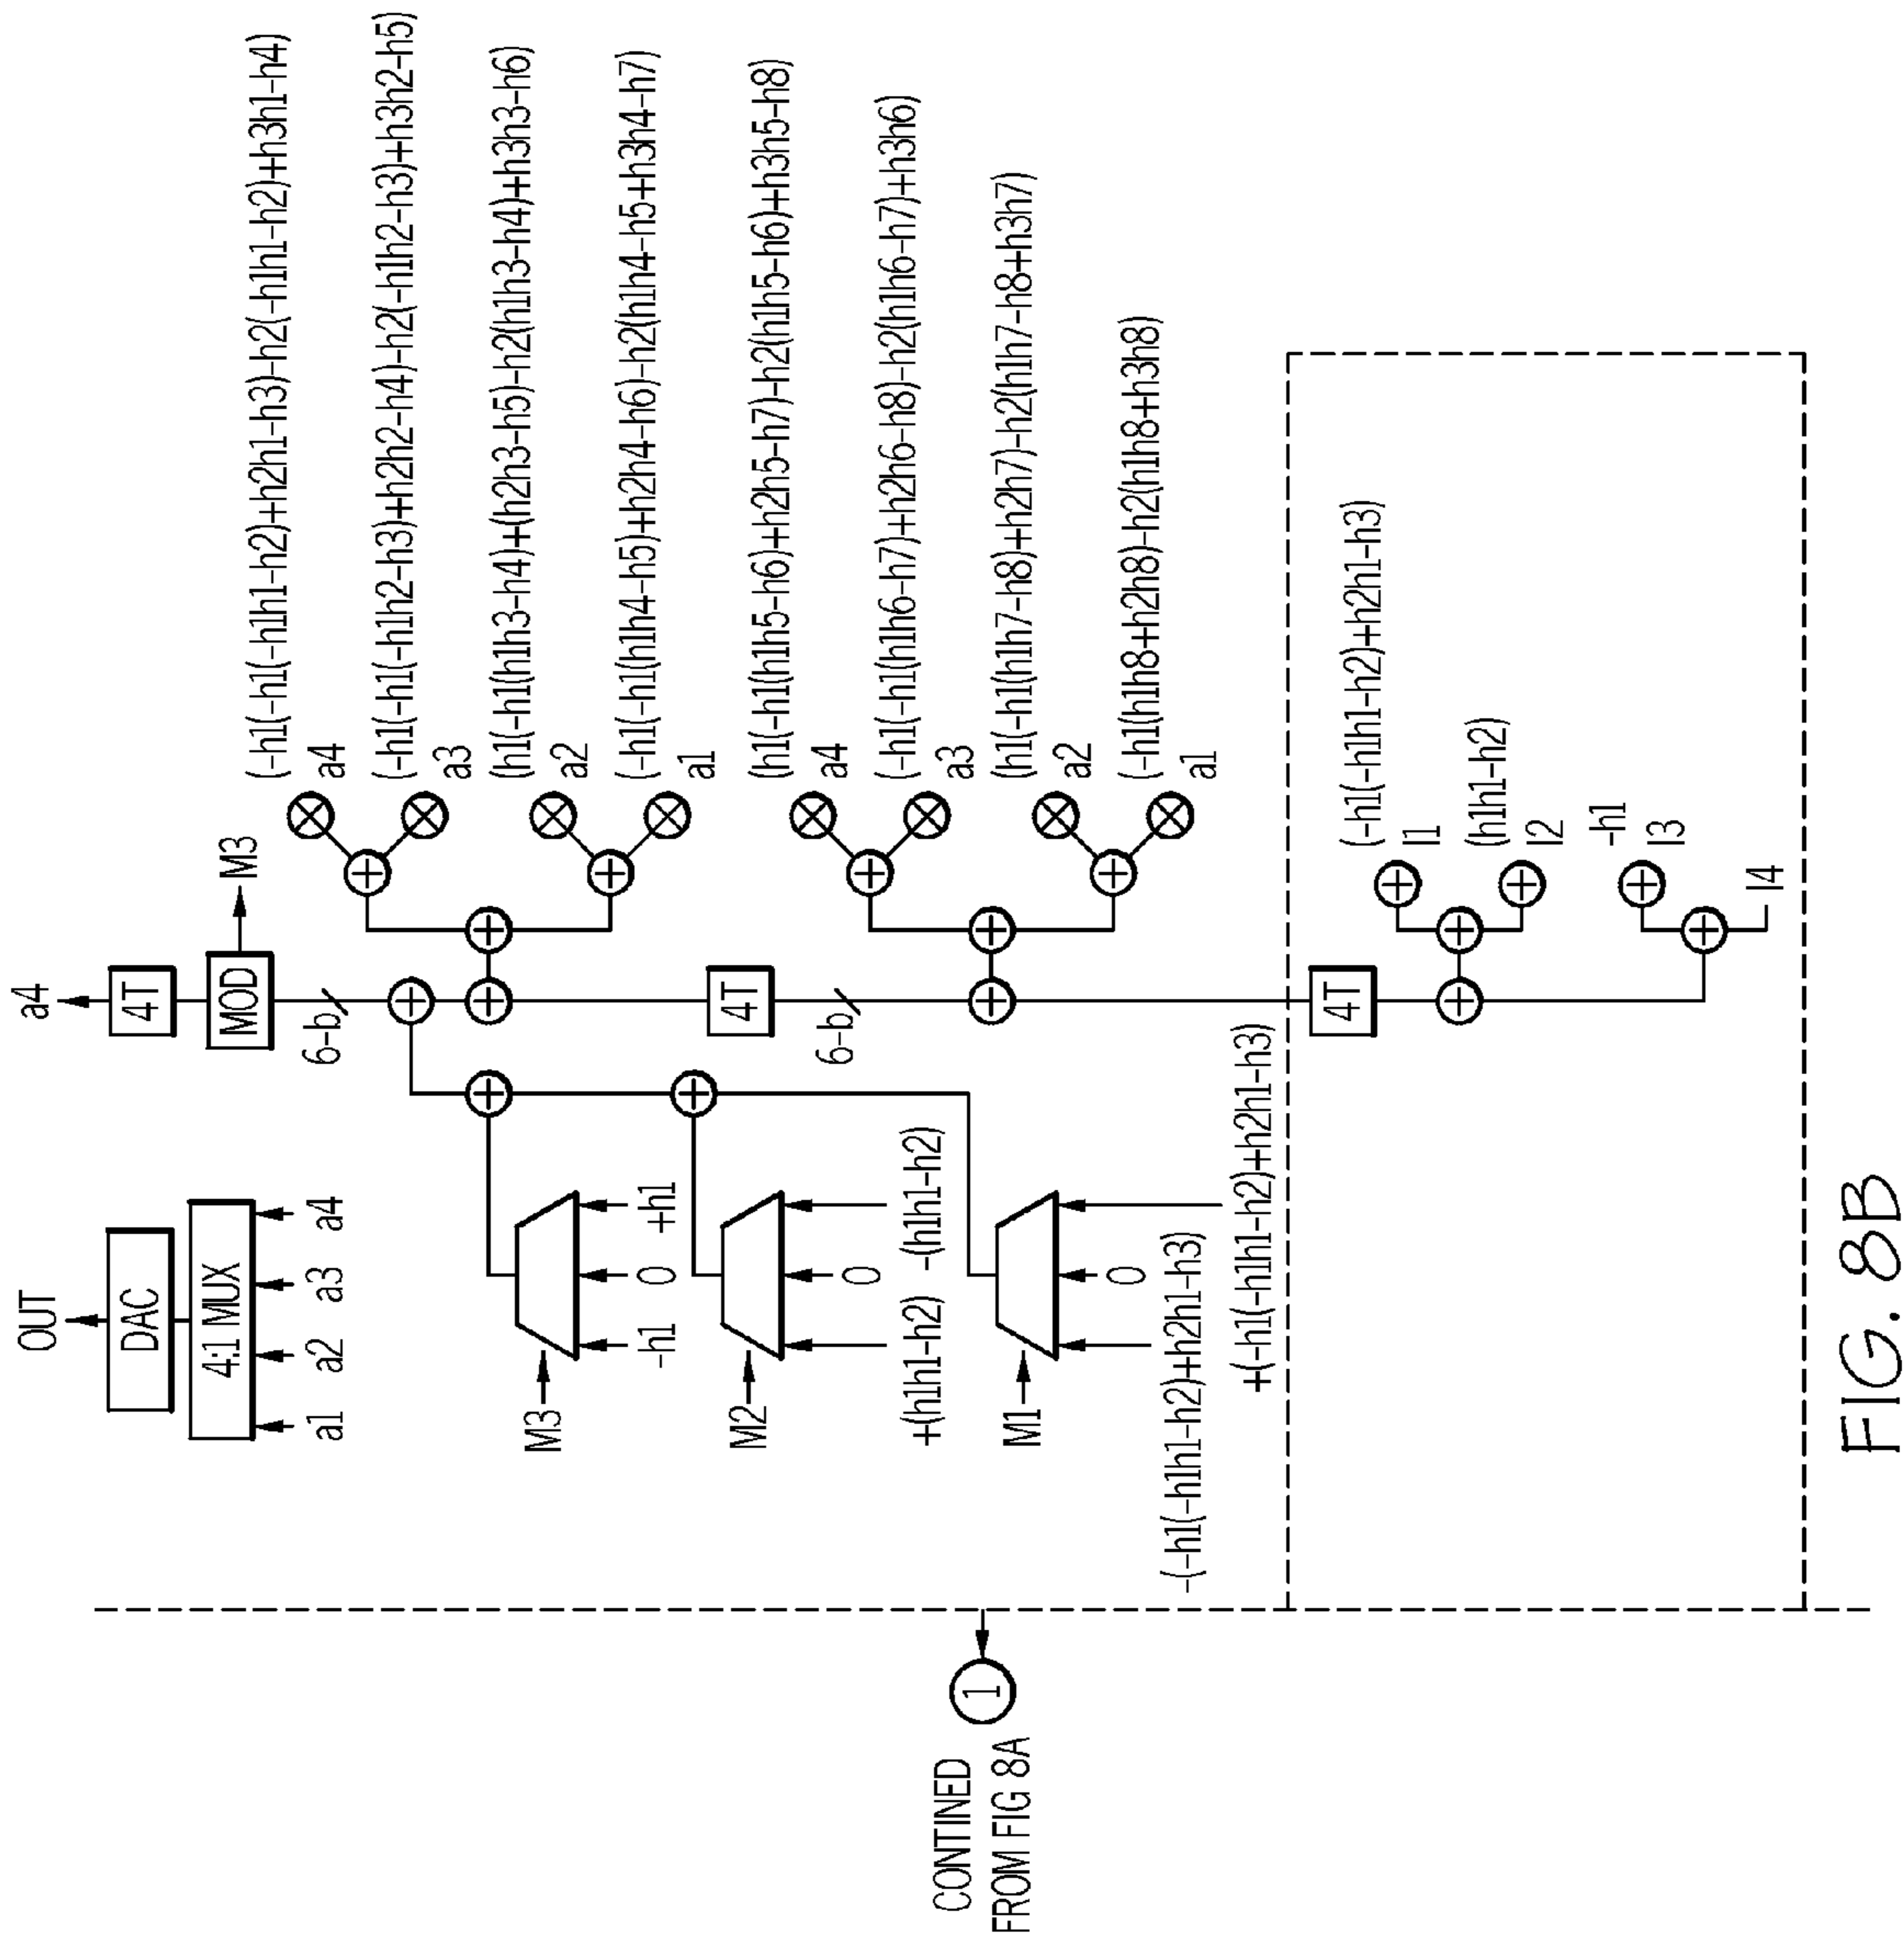 OUT
DAC
4:1 MUX
a1
a2
a3
a4
M3
-h1
0
+h1
M2
+(h1h1-h2)
0
-(h1h1-h2)
M1
-(-h1(-h1h1-h2)+h2h1-h3)
0
+(-h1(-h1h1-h2)+h2h1-h3)
a4
4T
MOD
M3
6-b
4T
6-b
4T
(-h1(-h1(-h1h1-h2)+h2h1-h3)-h2(-h1h1-h2)+h3h1-h4)
a4
(-h1(-h1(-h1h2-h3)+h2h2-h4)-h2(-h1h2-h3)+h3h2-h5)
a3
(h1(-h1(h1h3-h4)+(h2h3-h5)-h2(h1h3-h4)+h3h3-h6)
a2
(-h1(-h1(h1h4-h5)+h2h4-h6)-h2(h1h4-h5+h3h4-h7)
a1
(h1(-h1(h1h5-h6)+h2h5-h7)-h2(h1h5-h6)+h3h5-h8)
a4
(-h1(-h1(h1h6-h7)+h2h6-h8)-h2(h1h6-h7)+h3h6)
a3
(h1(-h1(h1h7-h8)+h2h7)-h2(h1h7-h8+h3h7)
a2
(-h1(h1h8+h2h8)-h2(h1h8+h3h8)
a1
(-h1(-h1h1-h2)+h2h1-h3)
I1
(h1h1-h2)
I2
-h1
I3
I4
1
CONTINED
FROM FIG 8A
FIG. 8B